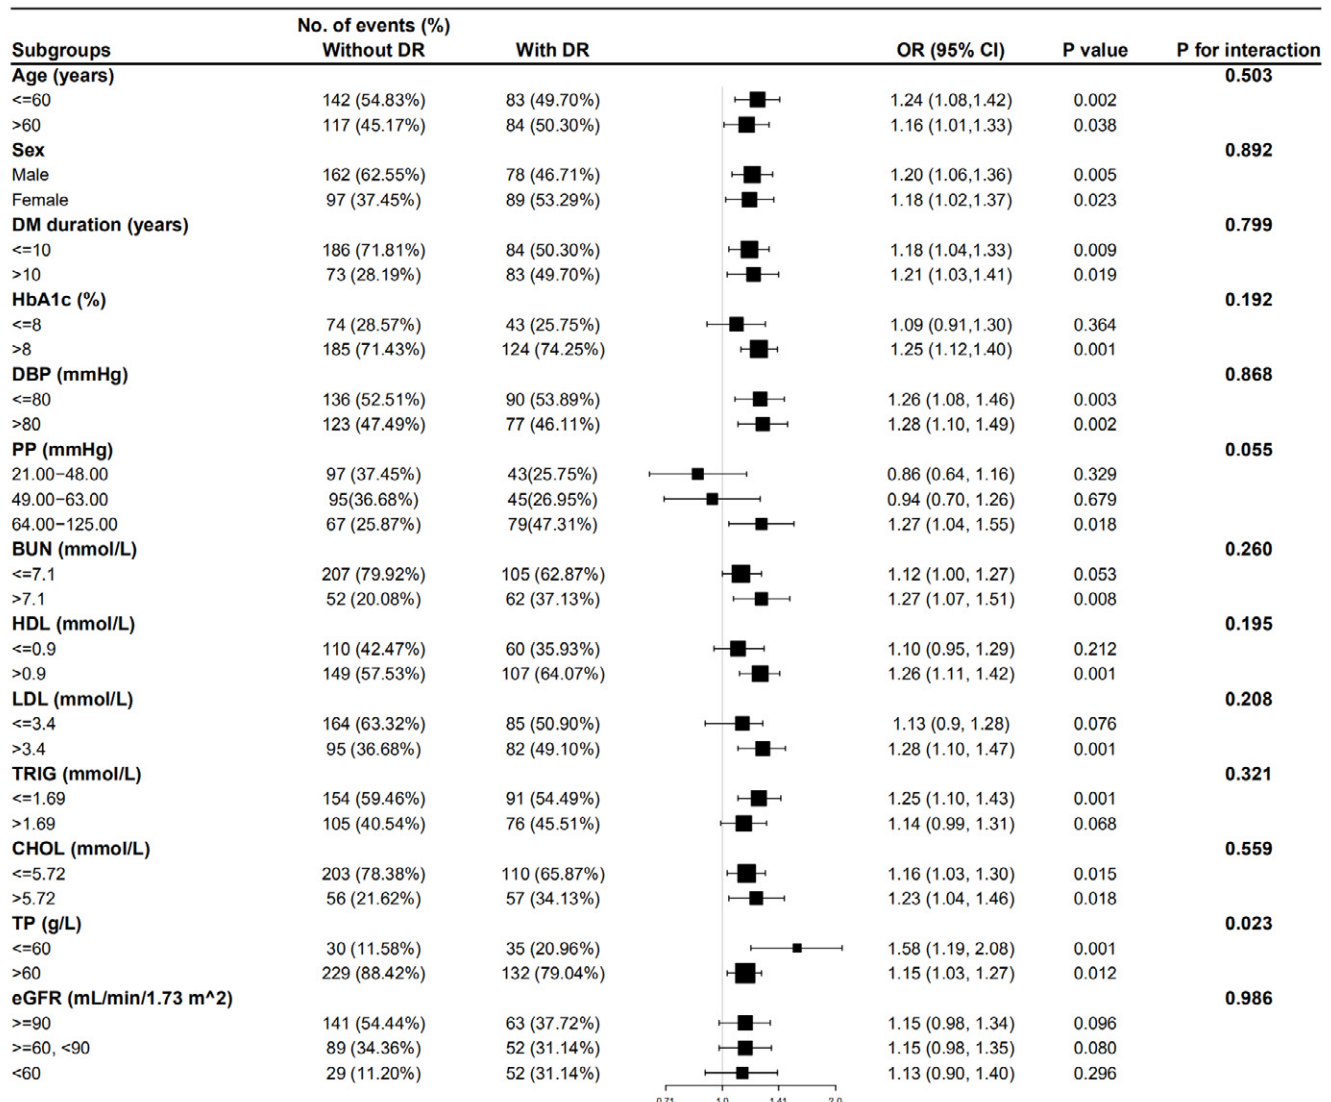 No. of events (%)
Subgroups Without DR With DR OR (95% CI) P value P for interaction
Age (years) 0.503
<=60 142 (54.83%) 83 (49.70%) 1.24 (1.08,1.42) 0.002
>60 117 (45.17%) 84 (50.30%) 1.16 (1.01,1.33) 0.038
Sex 0.892
Male 162 (62.55%) 78 (46.71%) 1.20 (1.06,1.36) 0.005
Female 97 (37.45%) 89 (53.29%) 1.18 (1.02,1.37) 0.023
DM duration (years) 0.799
<=10 186 (71.81%) 84 (50.30%) 1.18 (1.04,1.33) 0.009
>10 73 (28.19%) 83 (49.70%) 1.21 (1.03,1.41) 0.019
HbA1c (%) 0.192
<=8 74 (28.57%) 43 (25.75%) 1.09 (0.91,1.30) 0.364
>8 185 (71.43%) 124 (74.25%) 1.25 (1.12,1.40) 0.001
DBP (mmHg) 0.868
<=80 136 (52.51%) 90 (53.89%) 1.26 (1.08, 1.46) 0.003
>80 123 (47.49%) 77 (46.11%) 1.28 (1.10, 1.49) 0.002
PP (mmHg) 0.055
21.00−48.00 97 (37.45%) 43(25.75%) 0.86 (0.64, 1.16) 0.329
49.00−63.00 95(36.68%) 45(26.95%) 0.94 (0.70, 1.26) 0.679
64.00−125.00 67 (25.87%) 79(47.31%) 1.27 (1.04, 1.55) 0.018
BUN (mmol/L) 0.260
<=7.1 207 (79.92%) 105 (62.87%) 1.12 (1.00, 1.27) 0.053
>7.1 52 (20.08%) 62 (37.13%) 1.27 (1.07, 1.51) 0.008
HDL (mmol/L) 0.195
<=0.9 110 (42.47%) 60 (35.93%) 1.10 (0.95, 1.29) 0.212
>0.9 149 (57.53%) 107 (64.07%) 1.26 (1.11, 1.42) 0.001
LDL (mmol/L) 0.208
<=3.4 164 (63.32%) 85 (50.90%) 1.13 (0.9, 1.28) 0.076
>3.4 95 (36.68%) 82 (49.10%) 1.28 (1.10, 1.47) 0.001
TRIG (mmol/L) 0.321
<=1.69 154 (59.46%) 91 (54.49%) 1.25 (1.10, 1.43) 0.001
>1.69 105 (40.54%) 76 (45.51%) 1.14 (0.99, 1.31) 0.068
CHOL (mmol/L) 0.559
<=5.72 203 (78.38%) 110 (65.87%) 1.16 (1.03, 1.30) 0.015
>5.72 56 (21.62%) 57 (34.13%) 1.23 (1.04, 1.46) 0.018
TP (g/L) 0.023
<=60 30 (11.58%) 35 (20.96%) 1.58 (1.19, 2.08) 0.001
>60 229 (88.42%) 132 (79.04%) 1.15 (1.03, 1.27) 0.012
eGFR (mL/min/1.73 m^2) 0.986
>=90 141 (54.44%) 63 (37.72%) 1.15 (0.98, 1.34) 0.096
>=60, <90 89 (34.36%) 52 (31.14%) 1.15 (0.98, 1.35) 0.080
<60 29 (11.20%) 52 (31.14%) 1.13 (0.90, 1.40) 0.296
0.71 1.0 1.41 2.0